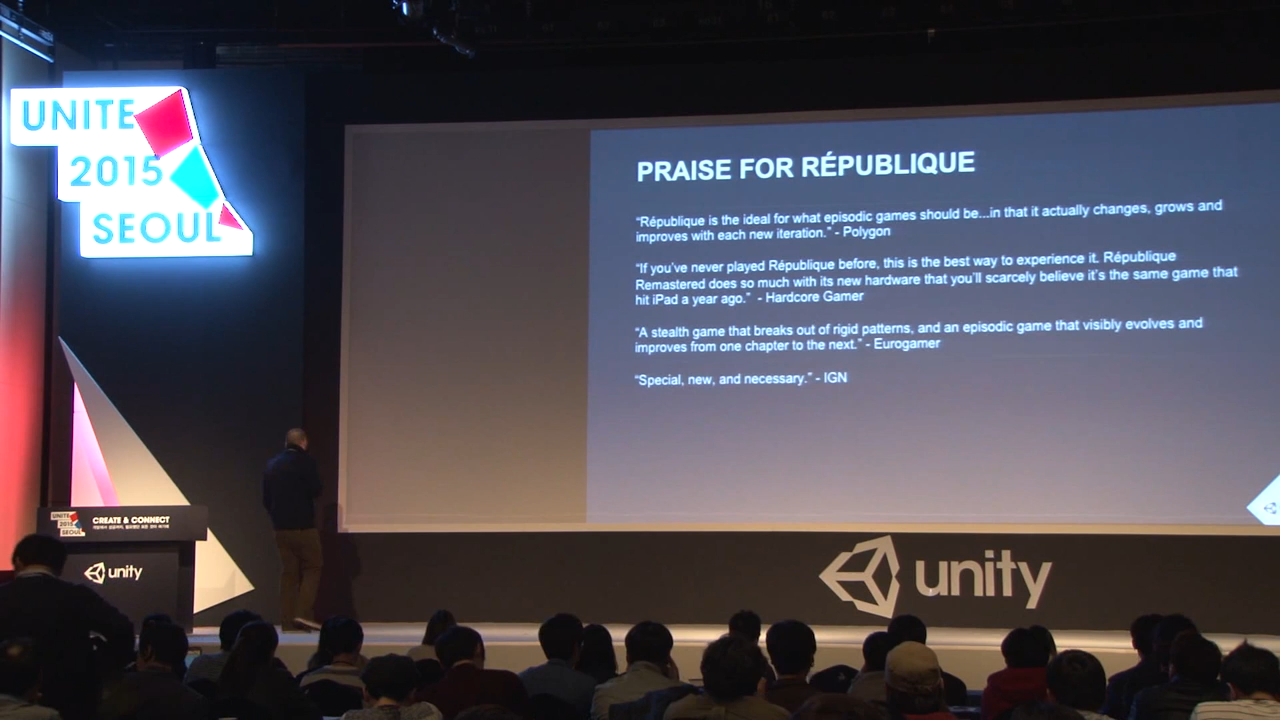 UNITE
2015
SEOUL
PRAISE FOR RÉPUBLIQUE
“République is the ideal for what episodic games should be...in that it actually changes, grows and
improves with each new iteration.” - Polygon
“If you’ve never played République before, this is the best way to experience it. République
Remastered does so much with its new hardware that you’ll scarcely believe it’s the same game that
hit iPad a year ago.”  - Hardcore Gamer
“A stealth game that breaks out of rigid patterns, and an episodic game that visibly evolves and
improves from one chapter to the next.” - Eurogamer
“Special, new, and necessary.” - IGN
UNITE
2015
SEOUL
CREATE & CONNECT
unity
unity